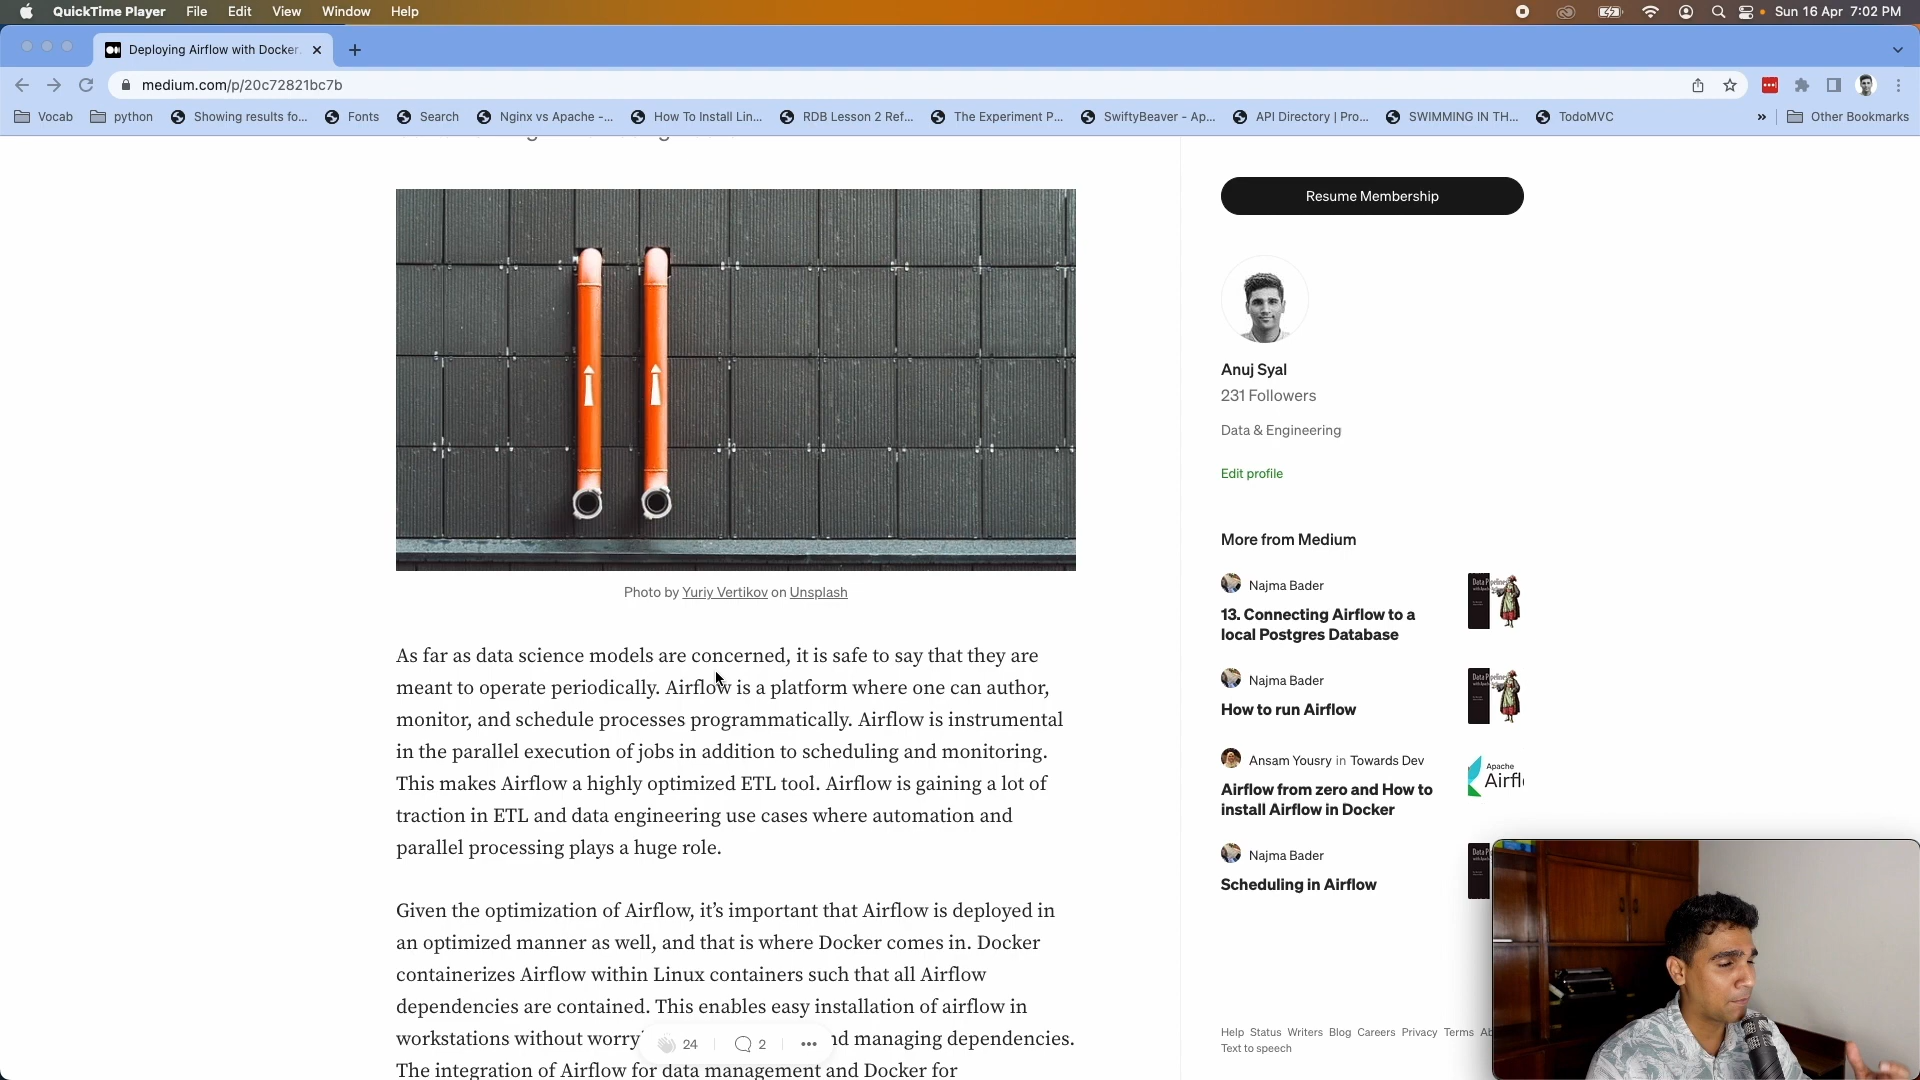 QuickTime Player File Edit View Window Help
Sun 16 Apr 7:02 PM
Deploying Airflow with Docker
medium.com/p/20c72821bc7b
Vocab python Showing results fo... Fonts Search Nginx vs Apache -... How To Install Lin... RDB Lesson 2 Ref... The Experiment P... SwiftyBeaver - Ap... API Directory | Pro... SWIMMING IN TH... TodoMVC » Other Bookmarks
Photo by Yuriy Vertikov on Unsplash
As far as data science models are concerned, it is safe to say that they are
meant to operate periodically. Airflow is a platform where one can author,
monitor, and schedule processes programmatically. Airflow is instrumental
in the parallel execution of jobs in addition to scheduling and monitoring.
This makes Airflow a highly optimized ETL tool. Airflow is gaining a lot of
traction in ETL and data engineering use cases where automation and
parallel processing plays a huge role.
Given the optimization of Airflow, it’s important that Airflow is deployed in
an optimized manner as well, and that is where Docker comes in. Docker
containerizes Airflow within Linux containers such that all Airflow
dependencies are contained. This enables easy installation of airflow in
workstations without worry nd managing dependencies.
24 2
The integration of Airflow for data management and Docker for
Resume Membership
Anuj Syal
231 Followers
Data & Engineering
Edit profile
More from Medium
Najma Bader
13. Connecting Airflow to a
local Postgres Database
Najma Bader
How to run Airflow
Ansam Yousry in Towards Dev
Airflow from zero and How to
install Airflow in Docker
Apache
Airfl
Najma Bader
Scheduling in Airflow
Help Status Writers Blog Careers Privacy Terms Ab
Text to speech